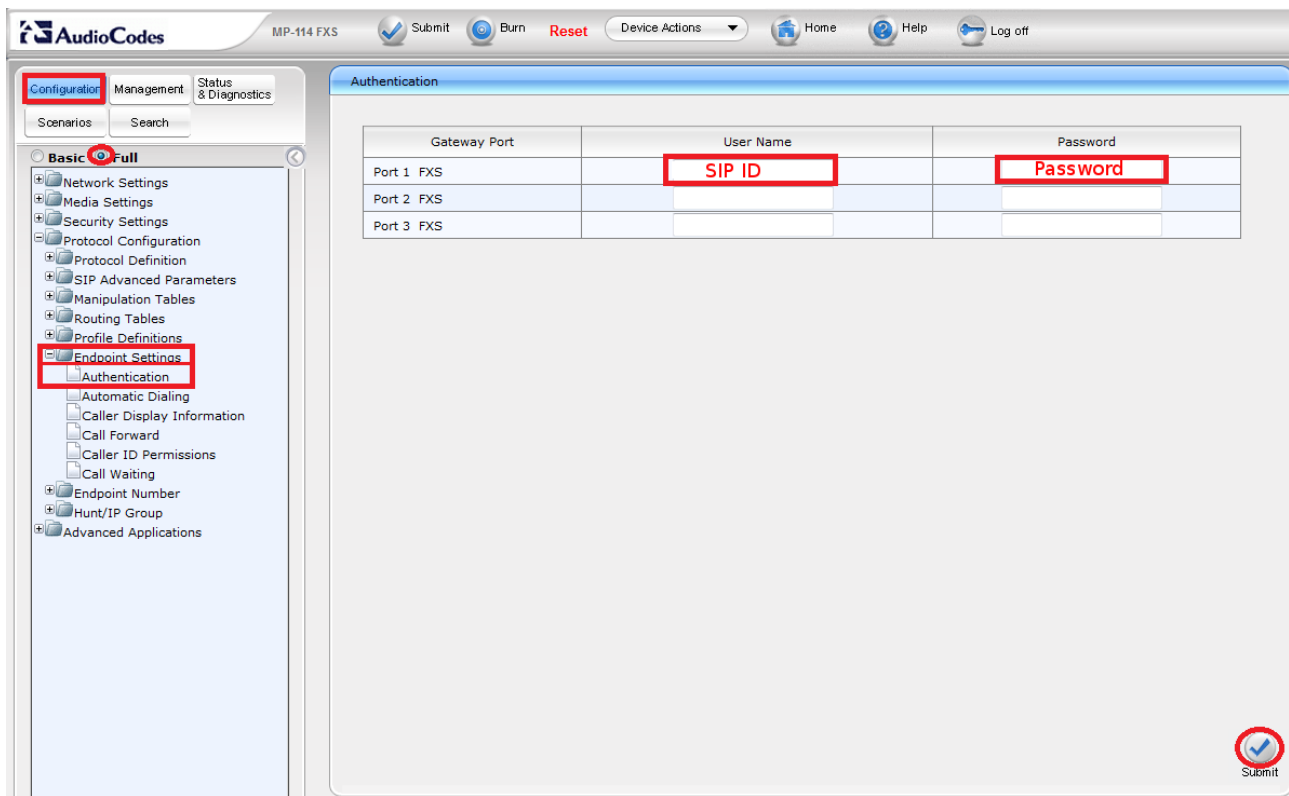 AudioCodes
MP-114 FXS
Submit
Burn
Reset
Device Actions
Home
Help
Log off
Configuration
Management
Status
& Diagnostics
Scenarios
Search
Basic
Full
Network Settings
Media Settings
Security Settings
Protocol Configuration
Protocol Definition
SIP Advanced Parameters
Manipulation Tables
Routing Tables
Profile Definitions
Endpoint Settings
Authentication
Automatic Dialing
Caller Display Information
Call Forward
Caller ID Permissions
Call Waiting
Endpoint Number
Hunt/IP Group
Advanced Applications
Authentication
Gateway Port User Name Password
Port 1 FXS SIP ID Password
Port 2 FXS
Port 3 FXS
Submit